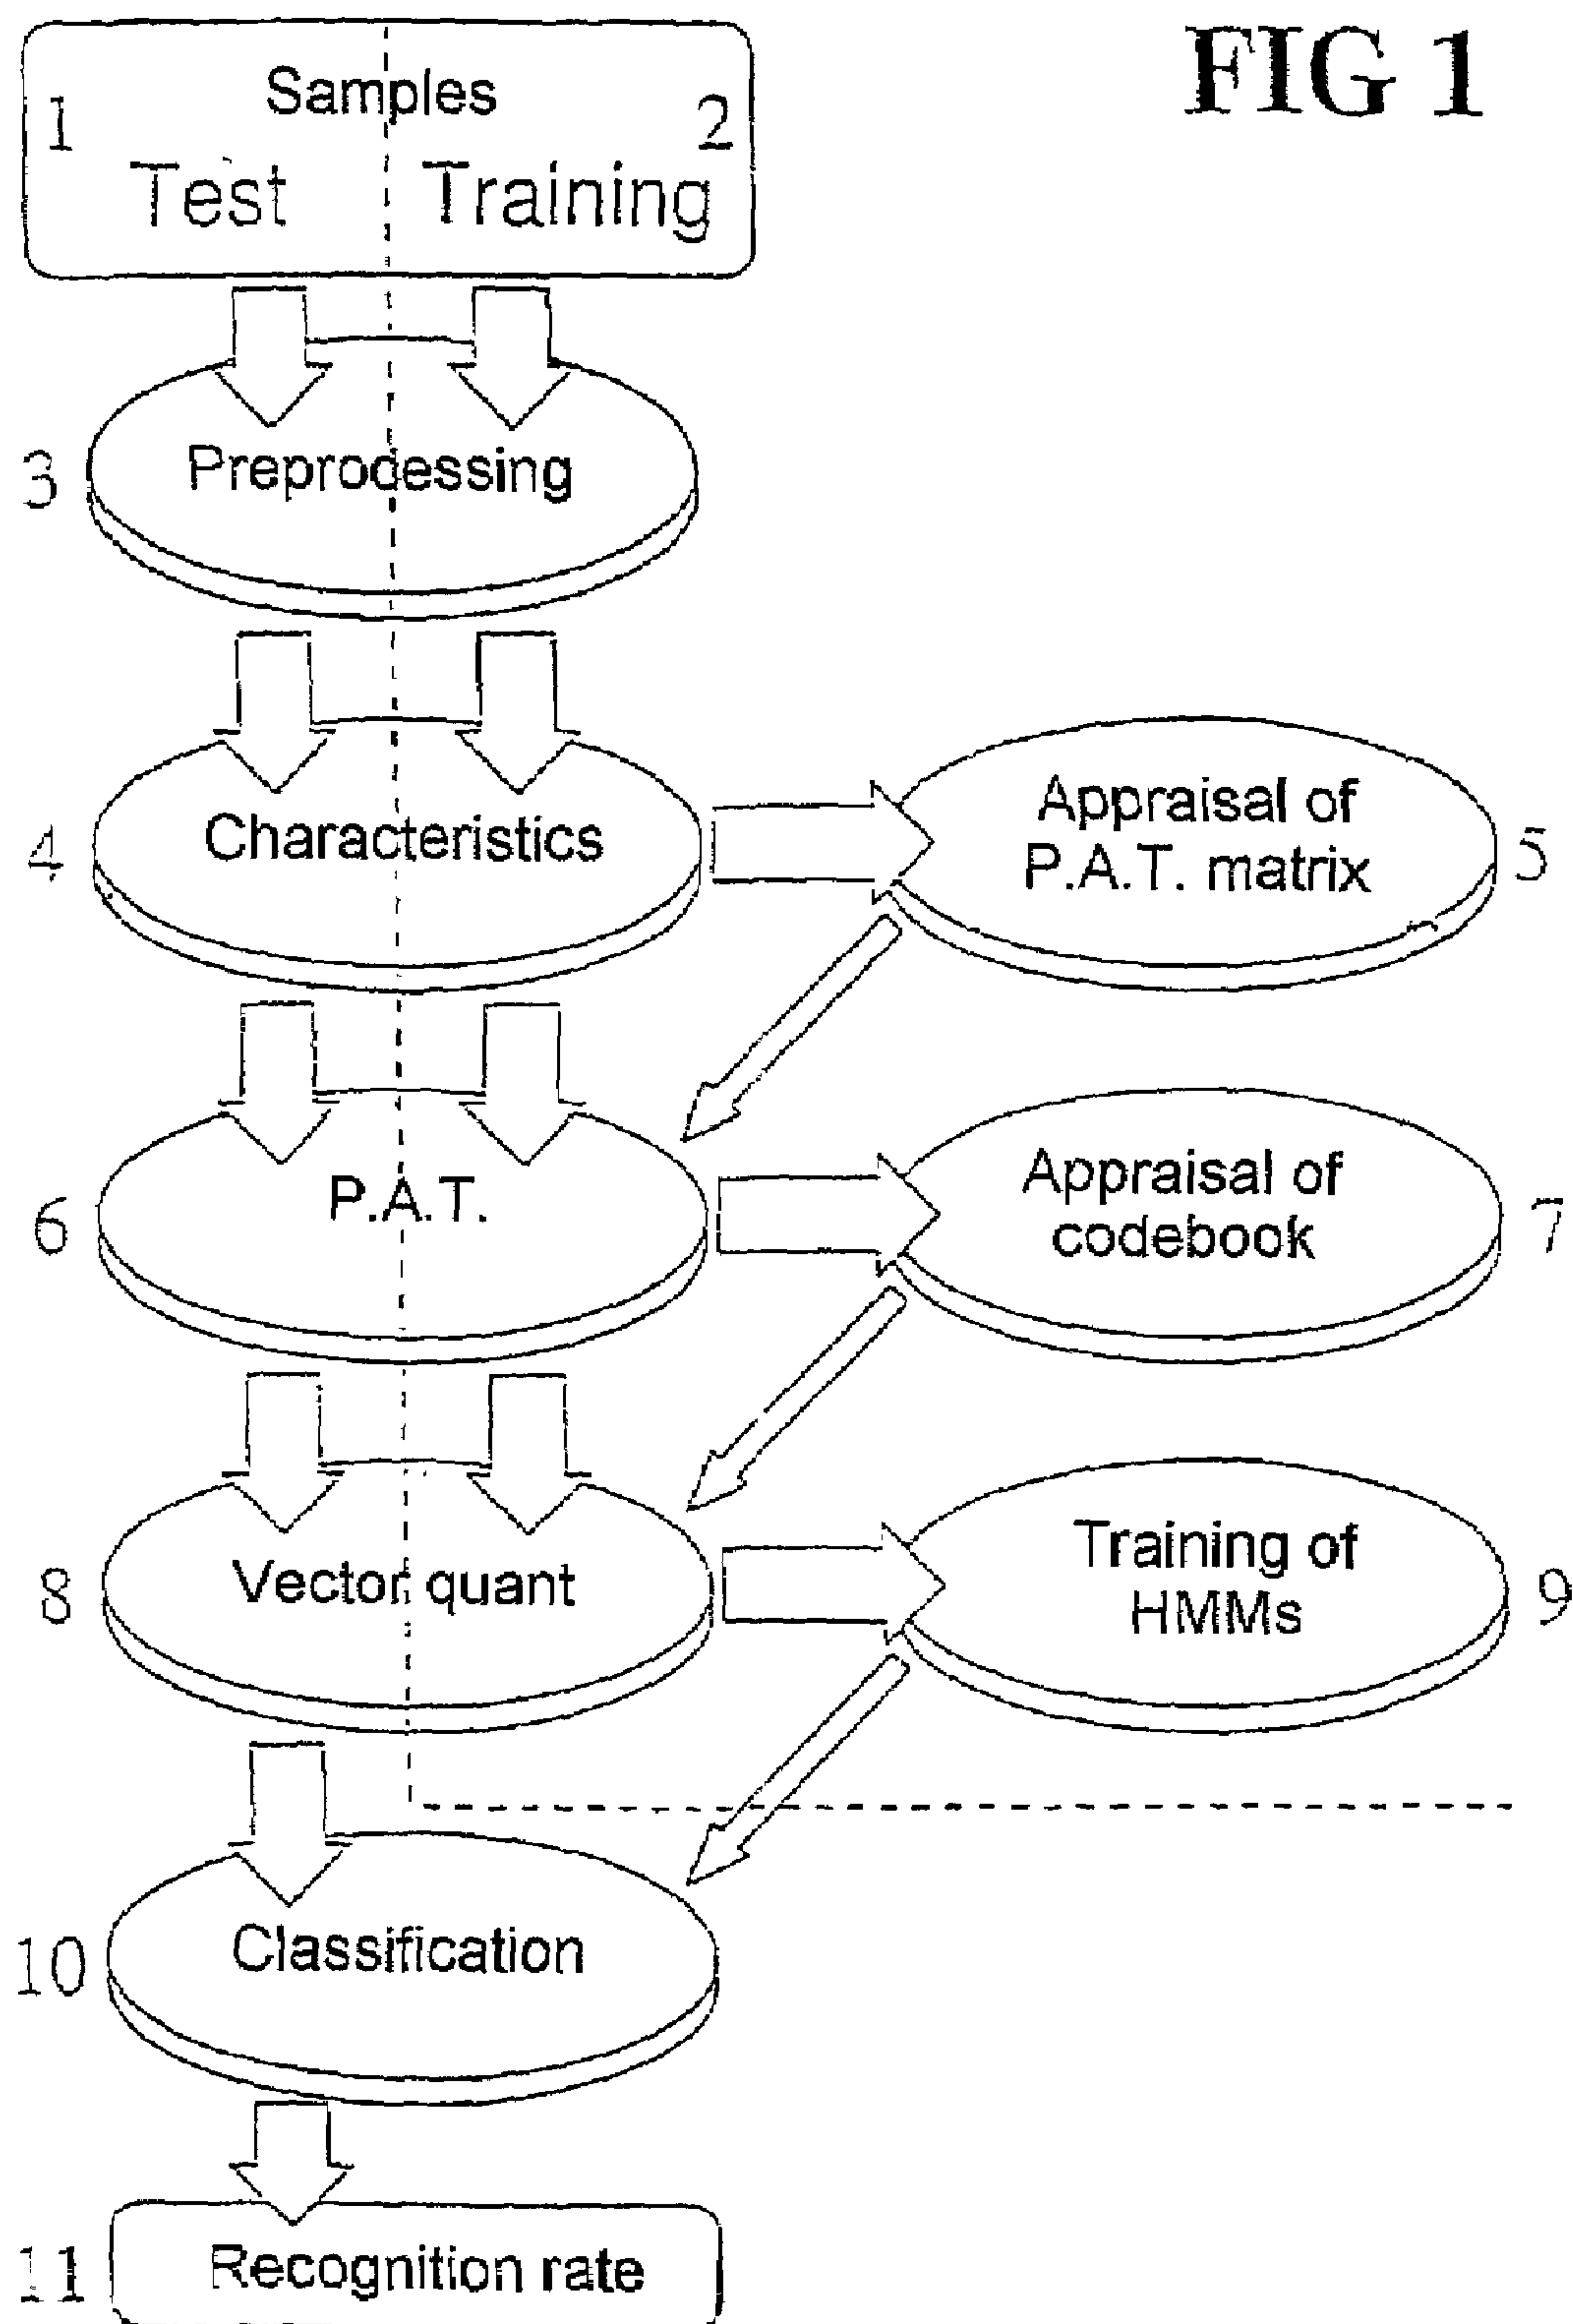 FIG 1
Samples
1
2
Test
Training
3
Preprodessing
4
Characteristics
Appraisal of
P.A.T. matrix
5
6
P.A.T.
Appraisal of
codebook
7
8
Vector quant
Training of
HMMs
9
10
Classification
11
Recognition rate